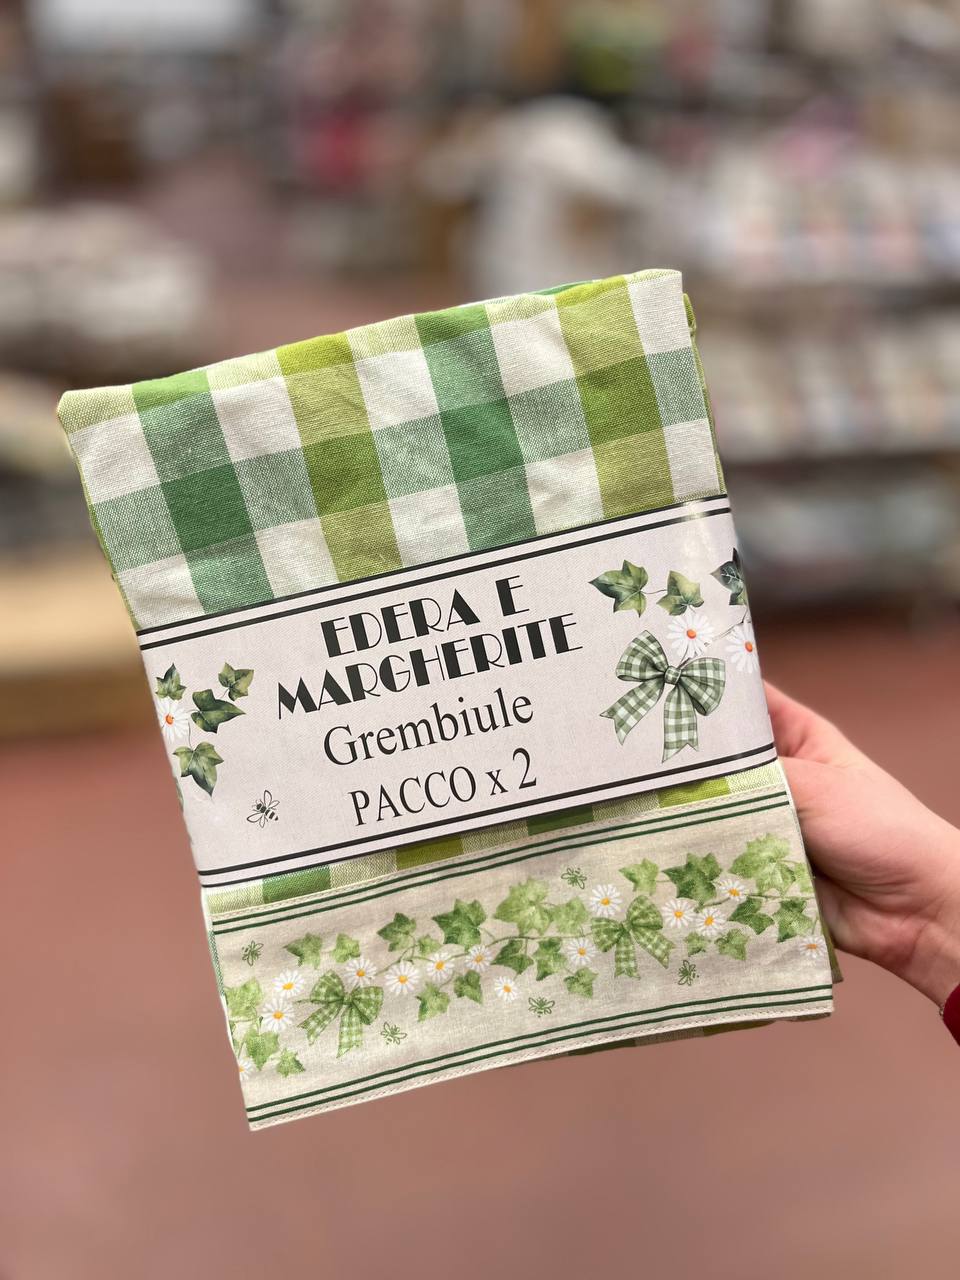 EDERA E
MARGHERITE
Grembiule
PACCO x 2